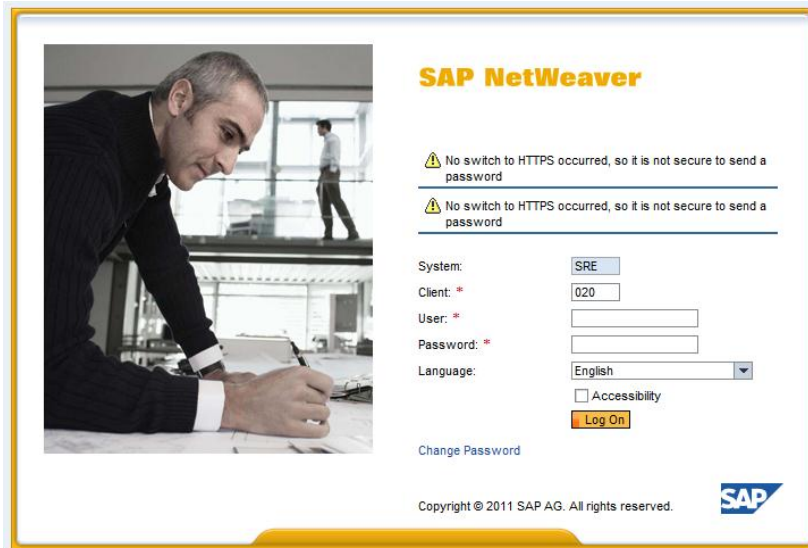 SAP NetWeaver
No switch to HTTPS occurred, so it is not secure to send a
password
No switch to HTTPS occurred, so it is not secure to send a
password
System: SRE
Client: * 020
User: *
Password: *
Language: English
Accessibility
Log On
Change Password
Copyright © 2011 SAP AG. All rights reserved.
SAP